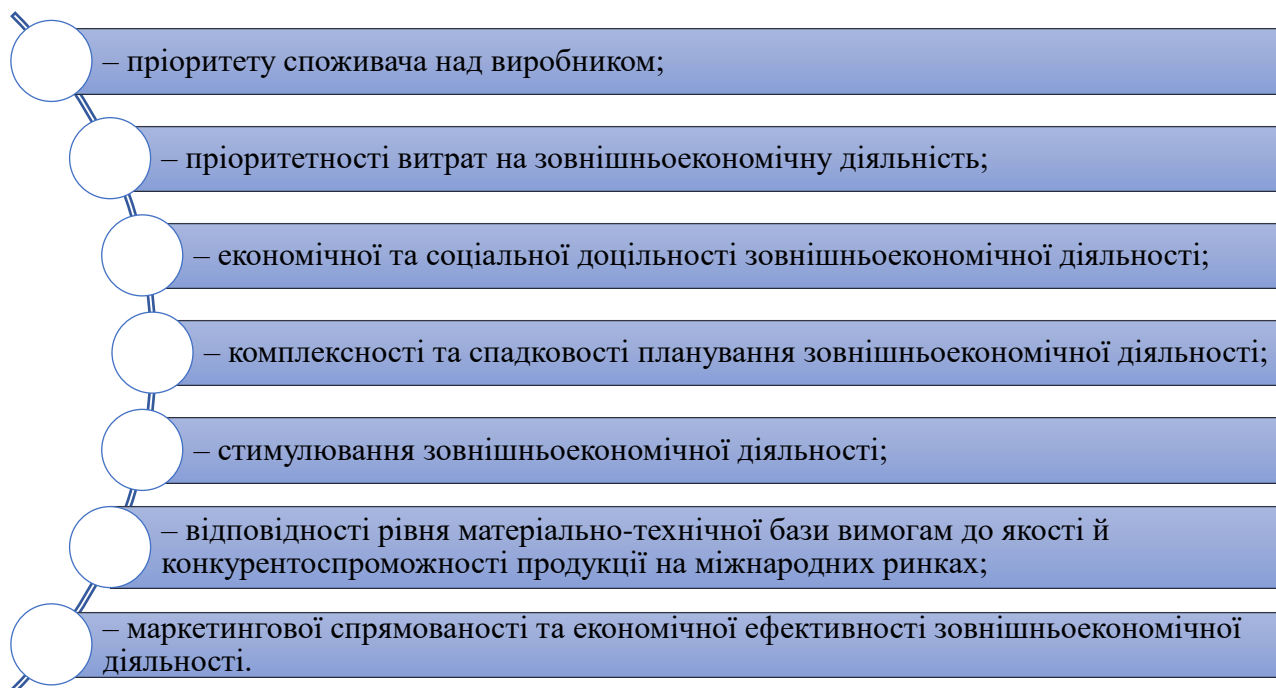 – пріоритету споживача над виробником;
– пріоритетності витрат на зовнішньоекономічну діяльність;
– економічної та соціальної доцільності зовнішньоекономічної діяльності;
– комплексності та спадковості планування зовнішньоекономічної діяльності;
– стимулювання зовнішньоекономічної діяльності;
– відповідності рівня матеріально-технічної бази вимогам до якості й
конкурентоспроможності продукції на міжнародних ринках;
– маркетингової спрямованості та економічної ефективності зовнішньоекономічної
діяльності.